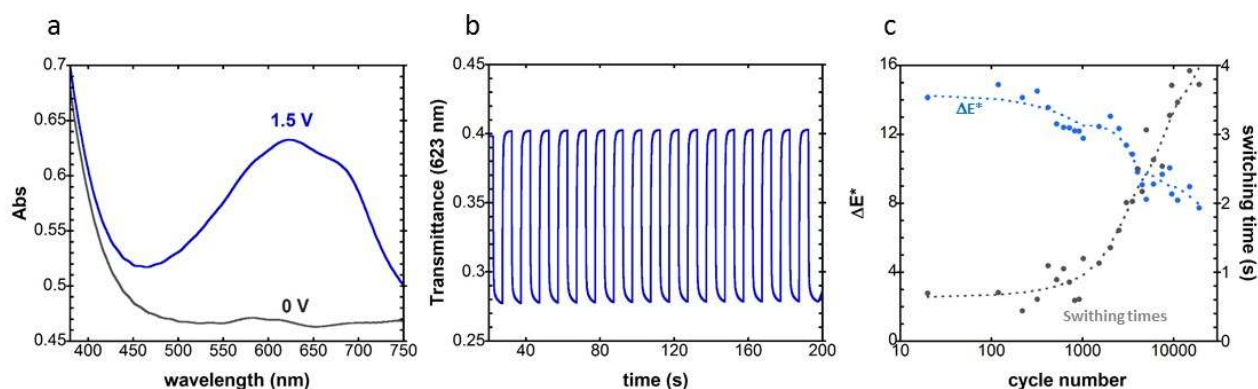 a
0.7
0.65
0.6
0.5
0.5
0.45
Abs
1.5 V
0 V
400 450 500 550 600 650 700 750
wavelength (nm)
b
0.45
0.4
0.35
0.3
0.25
Transmittance (623 nm)
40 80 120 160 200
time (s)
c
16
12
8
4
0
ΔE*
ΔE*
Swithing times
4
3
2
1
0
switching time (s)
10 100 1000 10000
cycle number